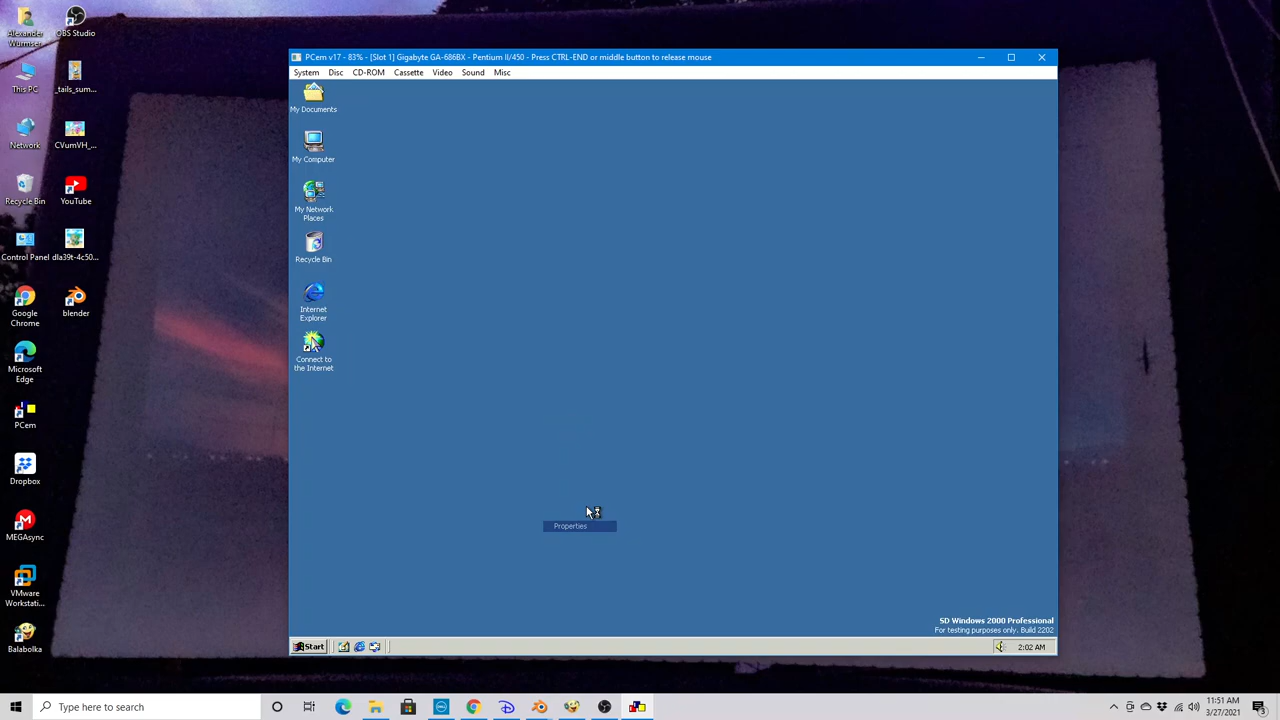 Alexander
Wurmser
OBS Studio
This PC
_tails_sum...
Network
CVumVH_...
Recycle Bin
YouTube
Control Panel
dla39t-4c50...
Google
Chrome
blender
Microsoft
Edge
PCem
Dropbox
MEGAsync
VMware
Workstati...
Balabolka
PCem v17 - 83% - [Slot 1] Gigabyte GA-686BX - Pentium II/450 - Press CTRL-END or middle button to release mouse
System Disc CD-ROM Cassette Video Sound Misc
My Documents
My Computer
My Network
Places
Recycle Bin
Internet
Explorer
Connect to
the Internet
Properties
SD Windows 2000 Professional
For testing purposes only. Build 2202
Start
2:02 AM
Type here to search
DELL
11:51 AM
3/27/2021
3